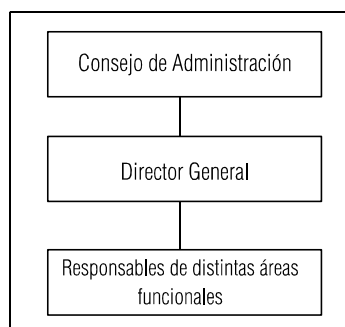 Consejo de Administración
Director General
Responsables de distintas áreas
funcionales